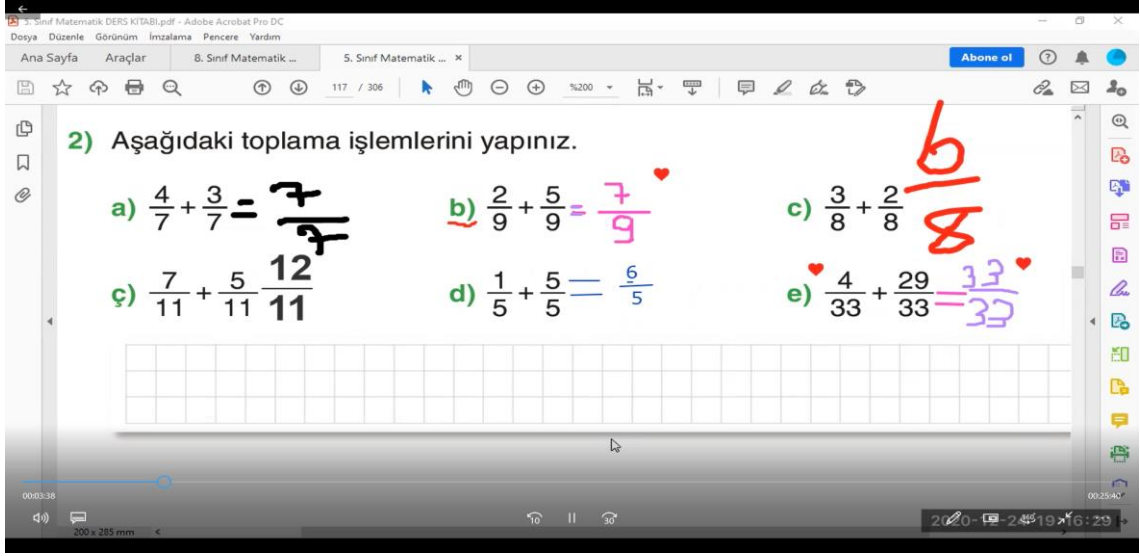 5. Sınıf Matematik DERS KİTABI.pdf - Adobe Acrobat Pro DC
Dosya Düzenle Görünüm İmzalama Pencere Yardım
Ana Sayfa Araçlar 8. Sınıf Matematik ... 5. Sınıf Matematik ... × Abone ol
117 / 306 %200
2) Aşağıdaki toplama işlemlerini yapınız.
a) 4/7 + 3/7 = 7/7 b) 2/9 + 5/9 = 7/9 c) 3/8 + 2/8 6/8
ç) 7/11 + 5/11 12/11 d) 1/5 + 5/5 = 6/5 e) 4/33 + 29/33 = 33/33
00:03:38 00:25:40
10 30
200 x 285 mm